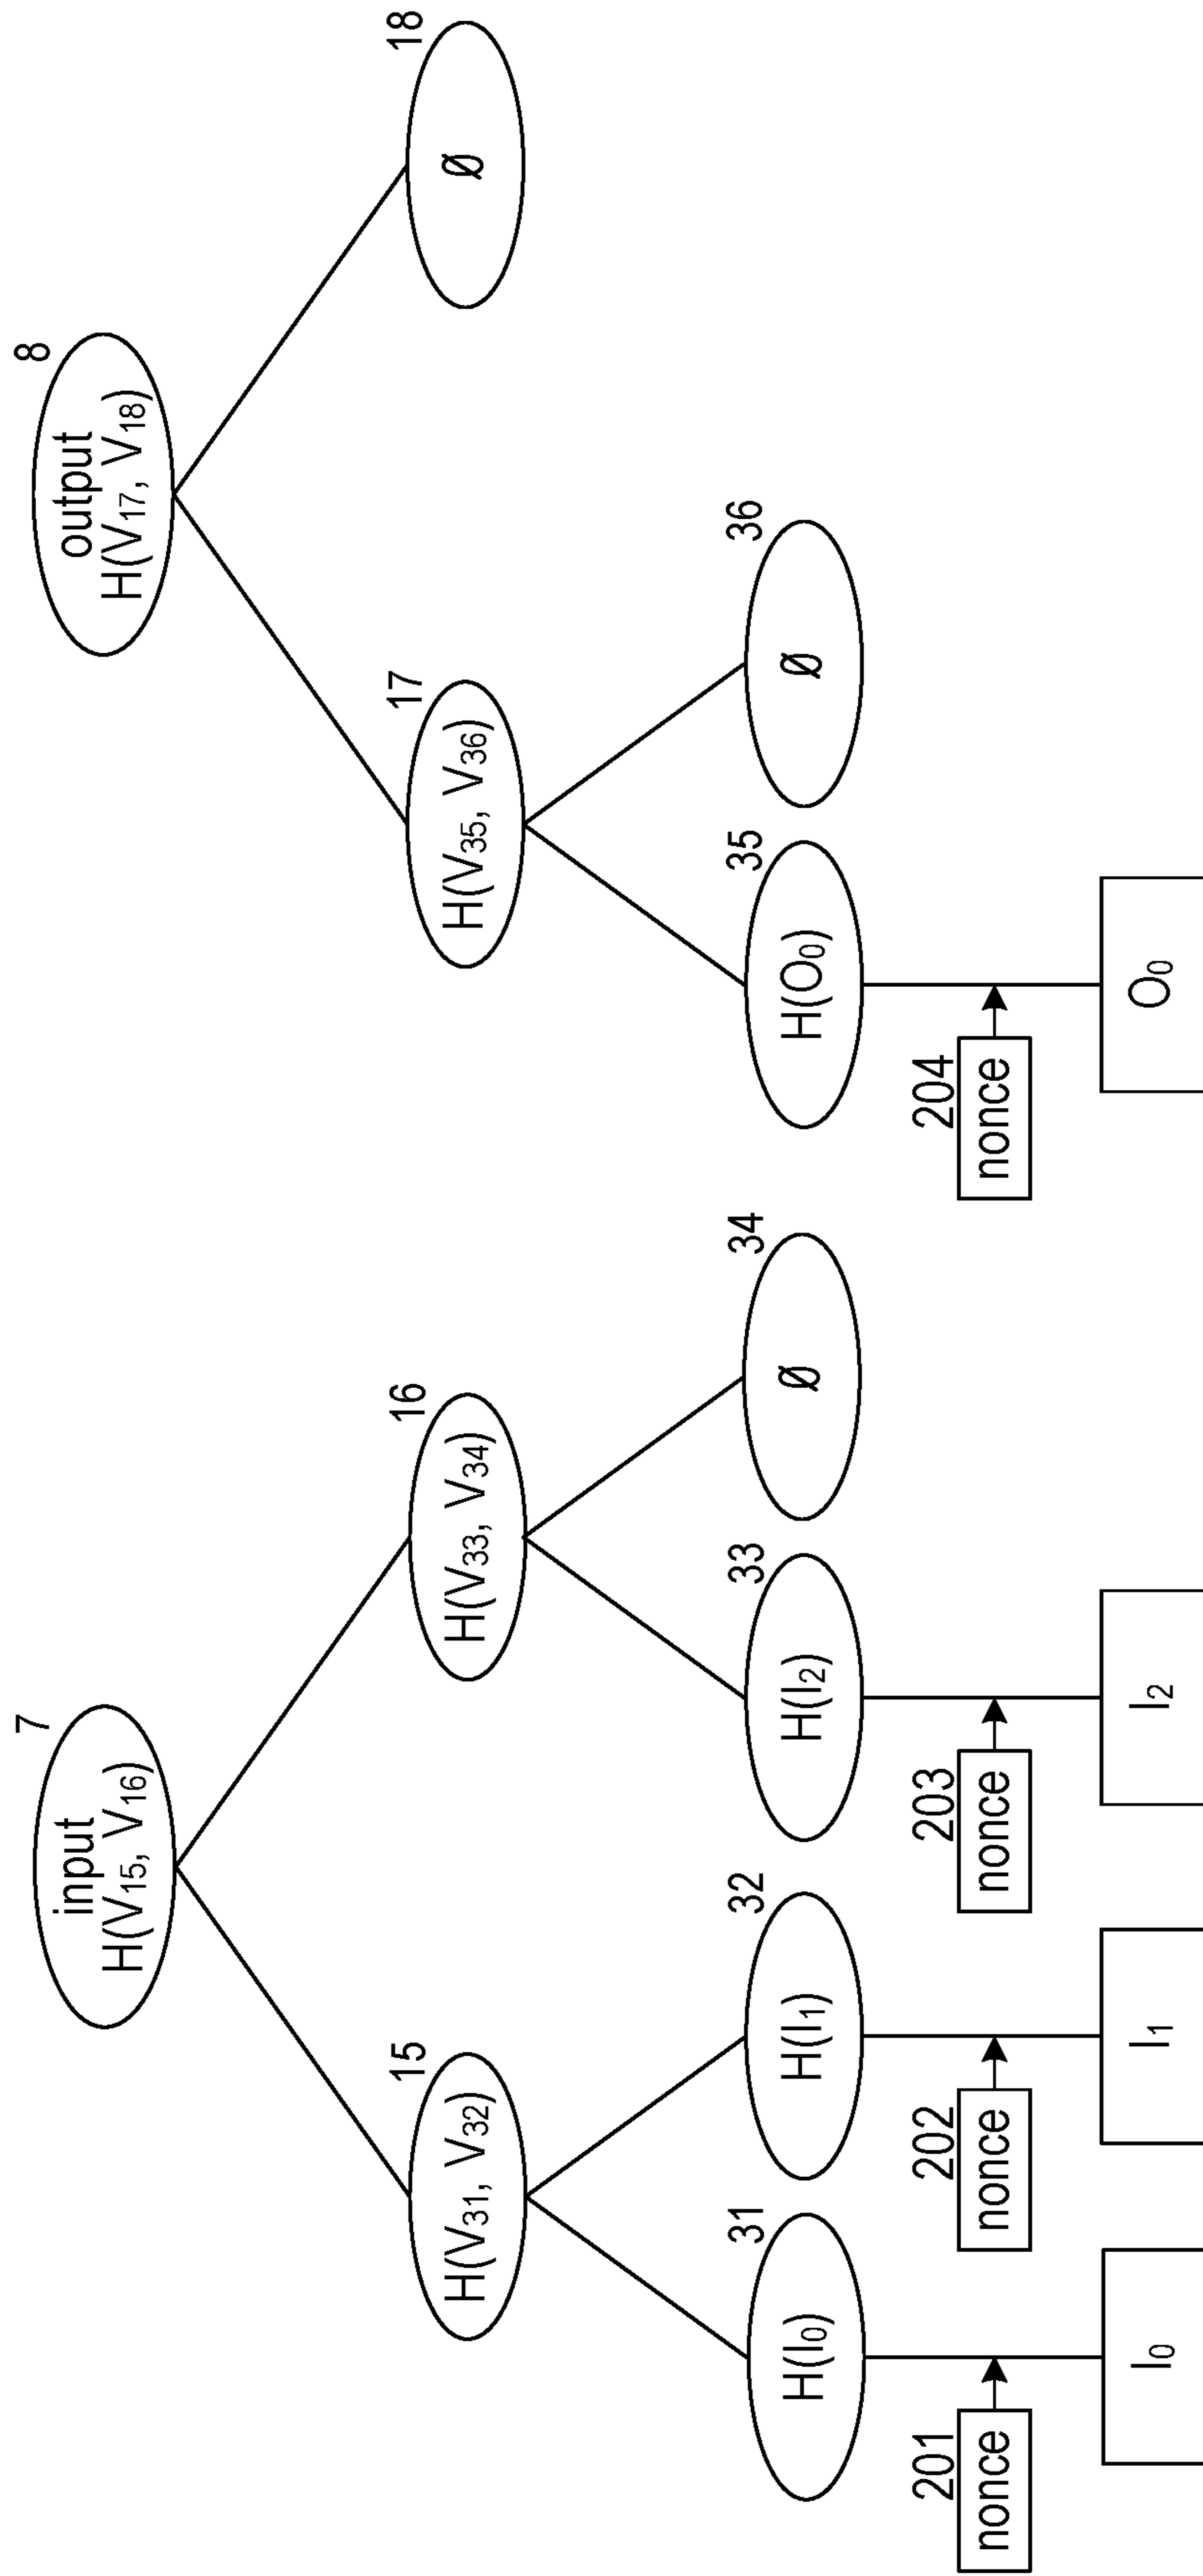 7
input
H(V₁₅, V₁₆)
8
output
H(V₁₇, V₁₈)
15
H(V₃₁, V₃₂)
16
H(V₃₃, V₃₄)
17
H(V₃₅, V₃₆)
18
Ø
31
H(I₀)
32
H(I₁)
33
H(I₂)
34
Ø
35
H(O₀)
36
Ø
201
nonce
202
nonce
203
nonce
204
nonce
I₀
I₁
I₂
O₀